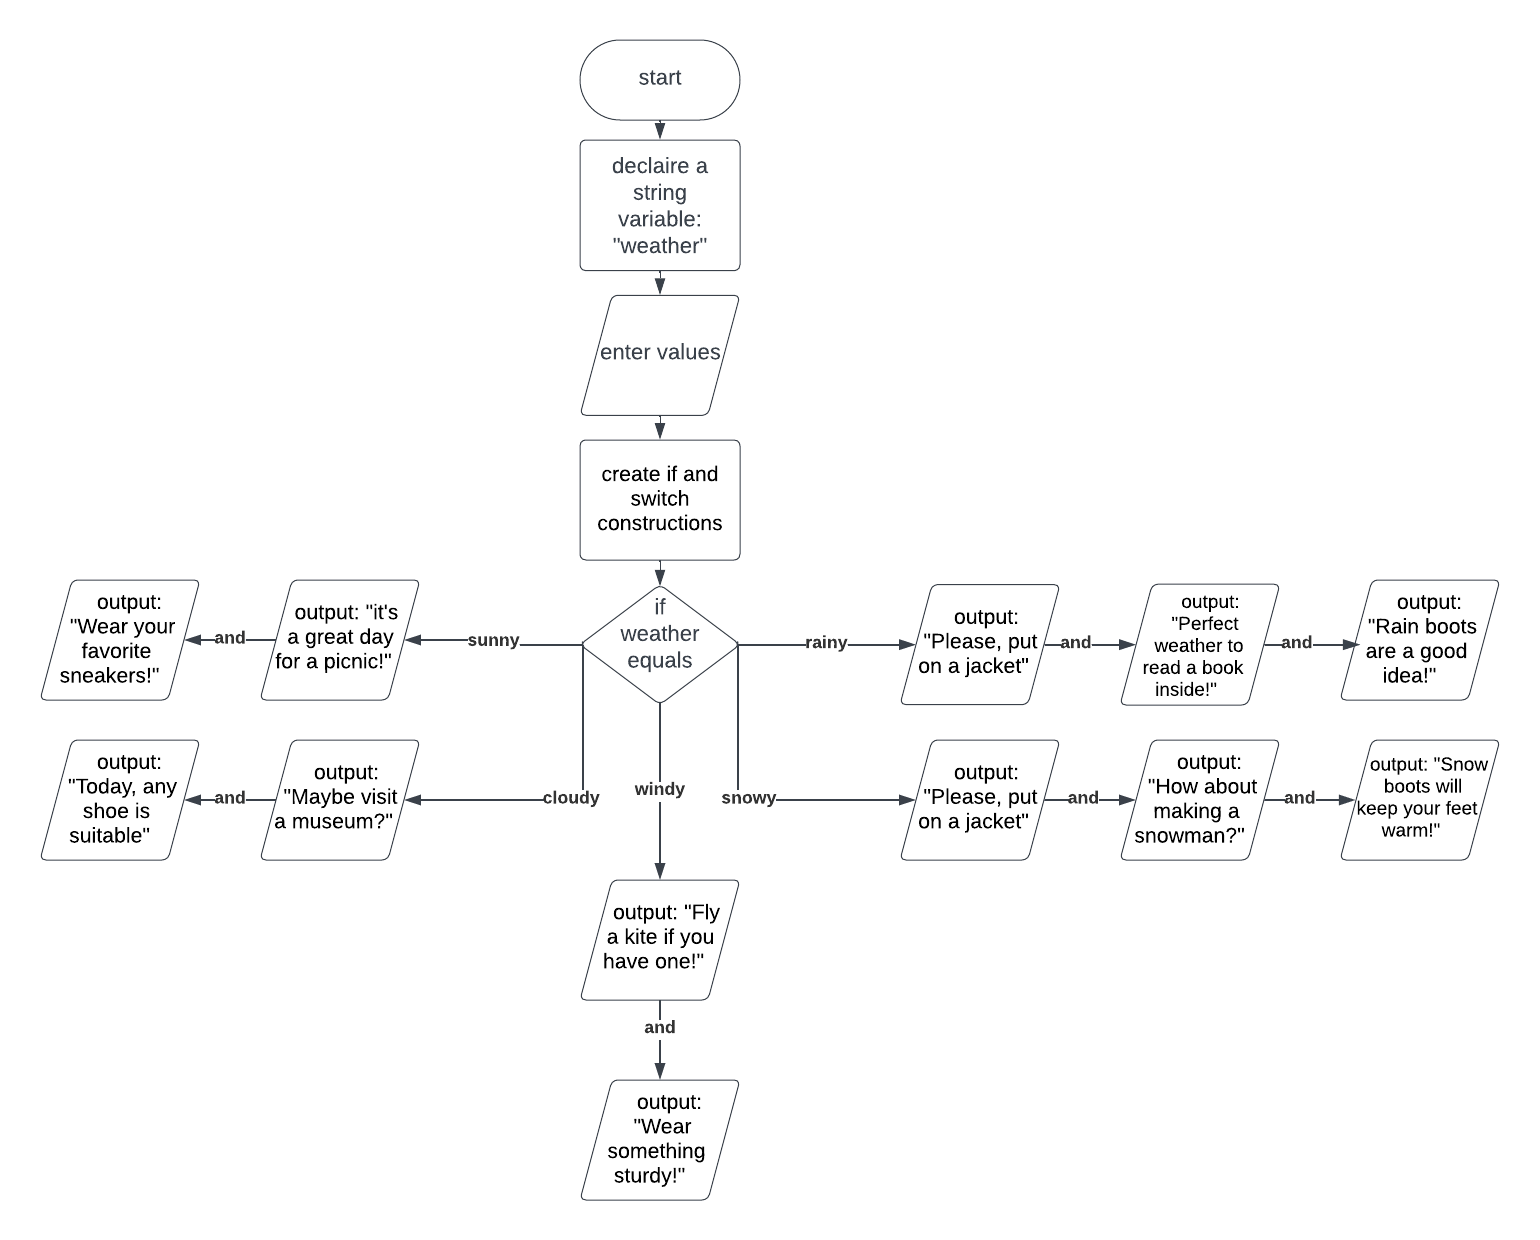 start
declaire a
string
variable:
"weather"
enter values
create if and
switch
constructions
if
weather
equals
sunny
output: "it's
a great day
for a picnic!"
and
output:
"Wear your
favorite
sneakers!"
rainy
output:
"Please, put
on a jacket"
and
output:
"Perfect
weather to
read a book
inside!"
and
output:
"Rain boots
are a good
idea!"
cloudy
output:
"Maybe visit
a museum?"
and
output:
"Today, any
shoe is
suitable"
windy
output: "Fly
a kite if you
have one!"
and
output:
"Wear
something
sturdy!"
snowy
output:
"Please, put
on a jacket"
and
output:
"How about
making a
snowman?"
and
output: "Snow
boots will
keep your feet
warm!"